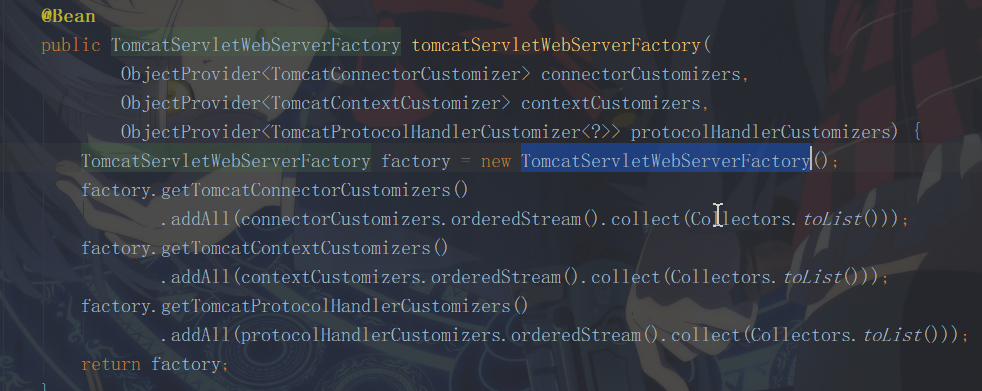 @Bean
public TomcatServletWebServerFactory tomcatServletWebServerFactory(
ObjectProvider<TomcatConnectorCustomizer> connectorCustomizers,
ObjectProvider<TomcatContextCustomizer> contextCustomizers,
ObjectProvider<TomcatProtocolHandlerCustomizer<?>> protocolHandlerCustomizers) {
TomcatServletWebServerFactory factory = new TomcatServletWebServerFactory();
factory.getTomcatConnectorCustomizers()
.addAll(connectorCustomizers.orderedStream().collect(Collectors.toList()));
factory.getTomcatContextCustomizers()
.addAll(contextCustomizers.orderedStream().collect(Collectors.toList()));
factory.getTomcatProtocolHandlerCustomizers()
.addAll(protocolHandlerCustomizers.orderedStream().collect(Collectors.toList()));
return factory;
}